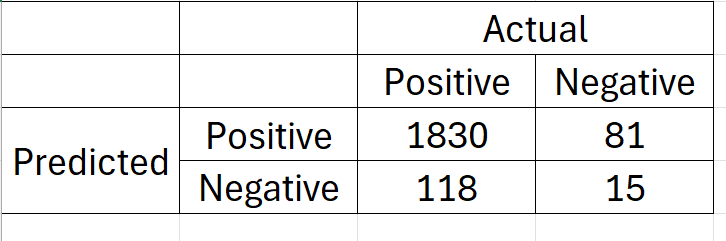 Actual
Positive Negative
Predicted
Positive 1830 81
Negative 118 15